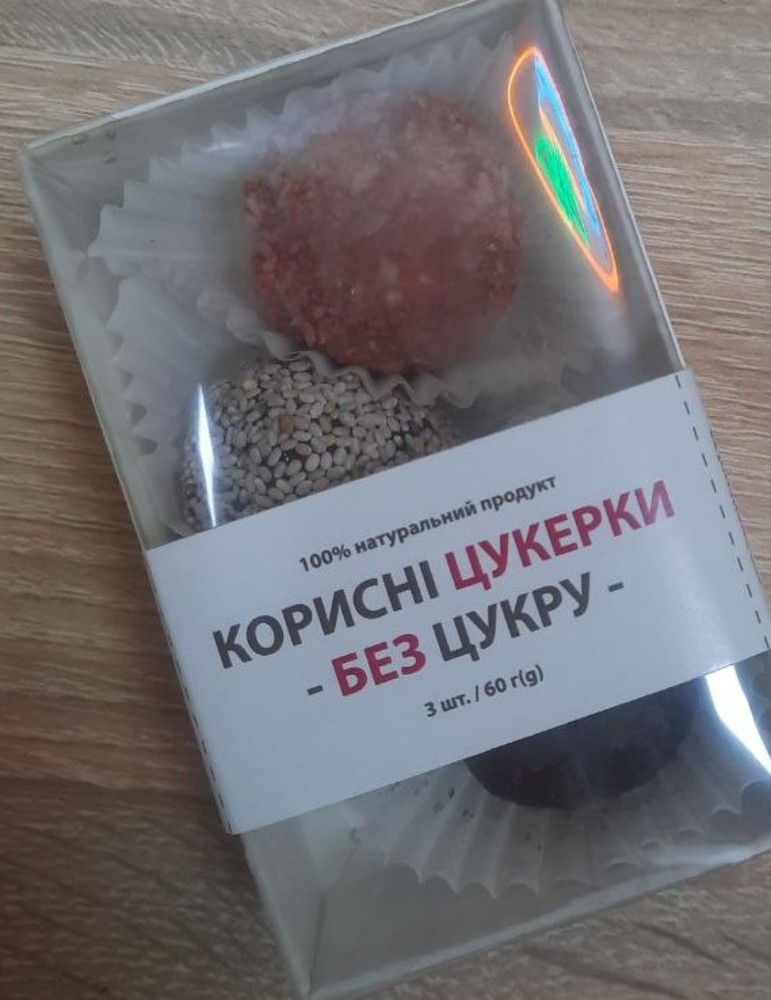 100% натуральний продукт
КОРИСНІ ЦУКЕРКИ
- БЕЗ ЦУКРУ -
3 шт. / 60 г(g)